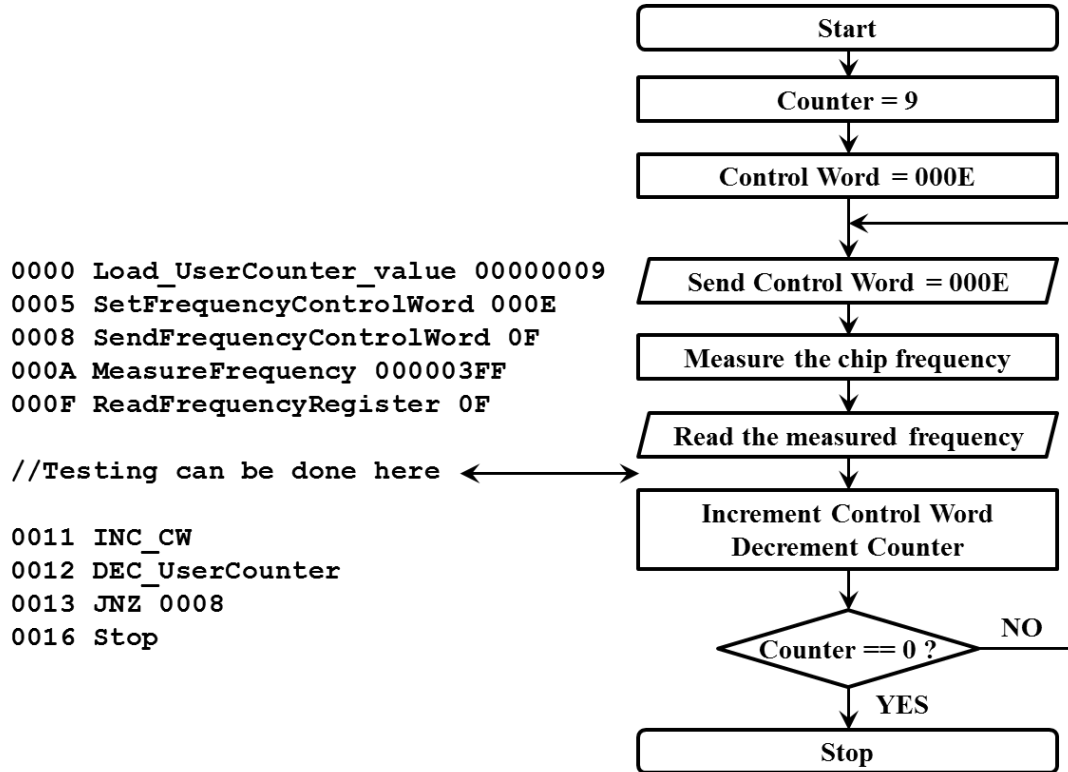 Start
Counter = 9
Control Word = 000E
Send Control Word = 000E
Measure the chip frequency
Read the measured frequency
Increment Control Word
Decrement Counter
Counter == 0 ?
NO
YES
Stop
0000 Load_UserCounter_value 00000009
0005 SetFrequencyControlWord 000E
0008 SendFrequencyControlWord 0F
000A MeasureFrequency 000003FF
000F ReadFrequencyRegister 0F
//Testing can be done here
0011 INC_CW
0012 DEC_UserCounter
0013 JNZ 0008
0016 Stop